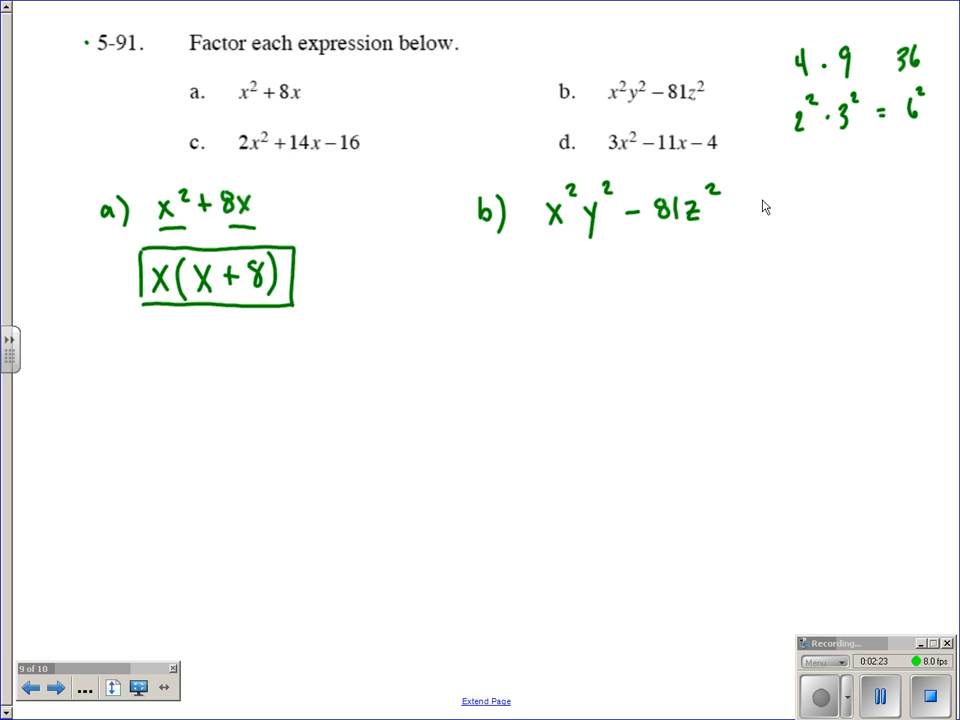 • 5-91. Factor each expression below.
a. x² + 8x b. x²y² − 81z²
c. 2x² + 14x − 16 d. 3x² − 11x − 4
4 · 9 36
2² · 3² = 6²
a) x² + 8x
x(x + 8)
b) x² y² − 81z²
9 of 10
...
Extend Page
Recording...
Menu 0:02:23 8.0 fps